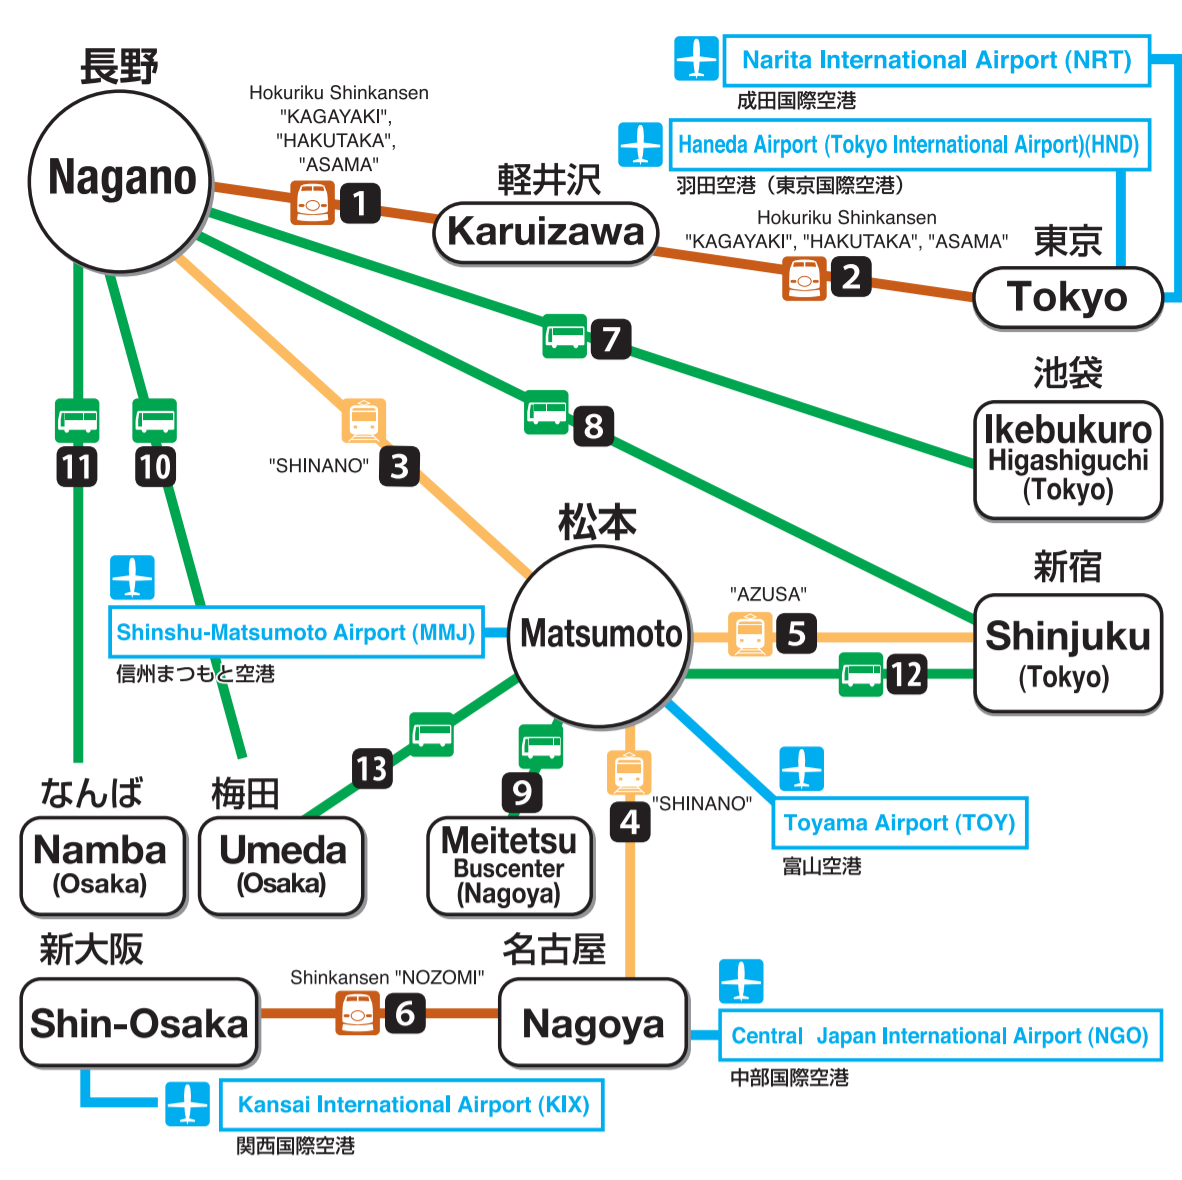 長野
Nagano
Hokuriku Shinkansen
"KAGAYAKI",
"HAKUTAKA",
"ASAMA"
1
軽井沢
Karuizawa
Narita International Airport (NRT)
成田国際空港
Haneda Airport (Tokyo International Airport)(HND)
羽田空港（東京国際空港）
Hokuriku Shinkansen
"KAGAYAKI", "HAKUTAKA", "ASAMA"
2
東京
Tokyo
7
池袋
Ikebukuro
Higashiguchi
(Tokyo)
8
11
10
"SHINANO"
3
松本
Matsumoto
新宿
Shinjuku
(Tokyo)
"AZUSA"
5
12
Shinshu-Matsumoto Airport (MMJ)
信州まつもと空港
13
9
"SHINANO"
4
Toyama Airport (TOY)
富山空港
なんば
Namba
(Osaka)
梅田
Umeda
(Osaka)
Meitetsu
Buscenter
(Nagoya)
新大阪
Shin-Osaka
Shinkansen "NOZOMI"
6
名古屋
Nagoya
Central Japan International Airport (NGO)
中部国際空港
Kansai International Airport (KIX)
関西国際空港